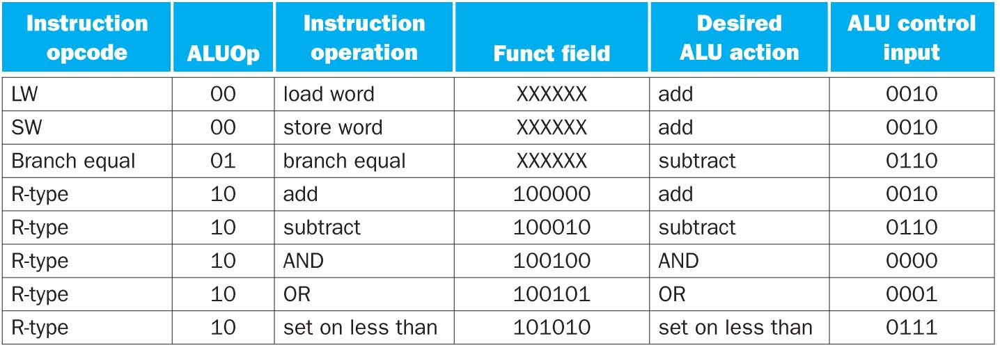 Instruction opcode ALUOp Instruction operation Funct field Desired ALU action ALU control input
LW 00 load word XXXXXX add 0010
SW 00 store word XXXXXX add 0010
Branch equal 01 branch equal XXXXXX subtract 0110
R-type 10 add 100000 add 0010
R-type 10 subtract 100010 subtract 0110
R-type 10 AND 100100 AND 0000
R-type 10 OR 100101 OR 0001
R-type 10 set on less than 101010 set on less than 0111